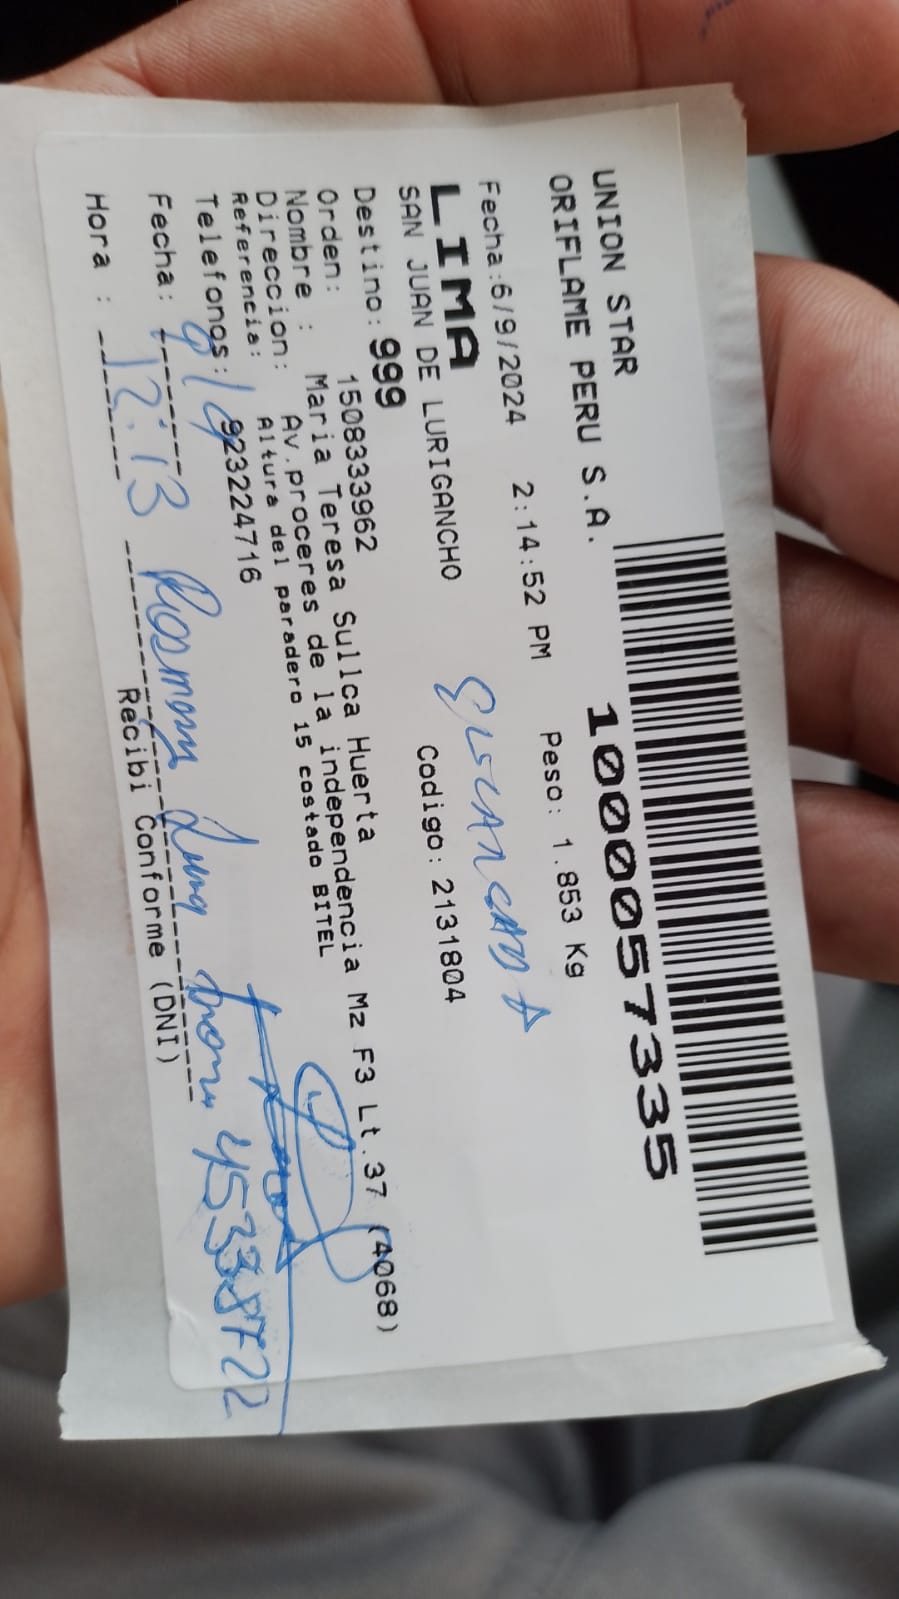 UNION STAR
ORIFLAME PERU S.A.
1000057335
Fecha:6/9/2024 2:14:52 PM Peso: 1.853 Kg
LIMA
SAN JUAN DE LURIGANCHO Codigo: 2131804
Destino: 999
Orden: 1508333962
Nombre : Maria Teresa Sullca Huerta
Direccion: Av.proceres de la independencia Mz F3 Lt.37 (4068)
Referencia: Altura del paradero 15 costado BITEL
Telefonos: 923224716
Fecha:
Hora : 12:13 45338722
Recibi Conforme (DNI)